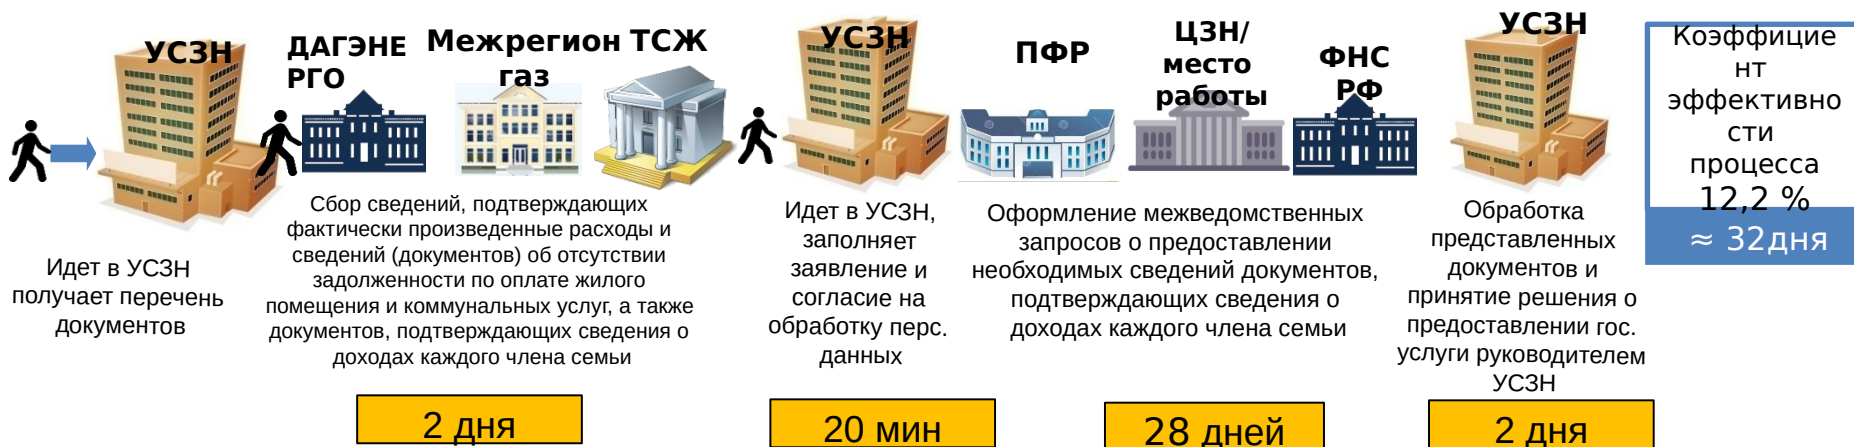 УСЗН
Идет в УСЗН
получает перечень
документов
ДАГЭНЕ
РГО
Межрегион
газ
ТСЖ
Сбор сведений, подтверждающих
фактически произведенные расходы и
сведений (документов) об отсутствии
задолженности по оплате жилого
помещения и коммунальных услуг, а также
документов, подтверждающих сведения о
доходах каждого члена семьи
2 дня
УСЗН
Идет в УСЗН,
заполняет
заявление и
согласие на
обработку перс.
данных
20 мин
ПФР
ЦЗН/
место
работы
ФНС
РФ
Оформление межведомственных
запросов о предоставлении
необходимых сведений документов,
подтверждающих сведения о
доходах каждого члена семьи
28 дней
УСЗН
Обработка
представленных
документов и
принятие решения о
предоставлении гос.
услуги руководителем
УСЗН
2 дня
Коэффицие
нт
эффективно
сти
процесса
12,2 %
≈ 32дня